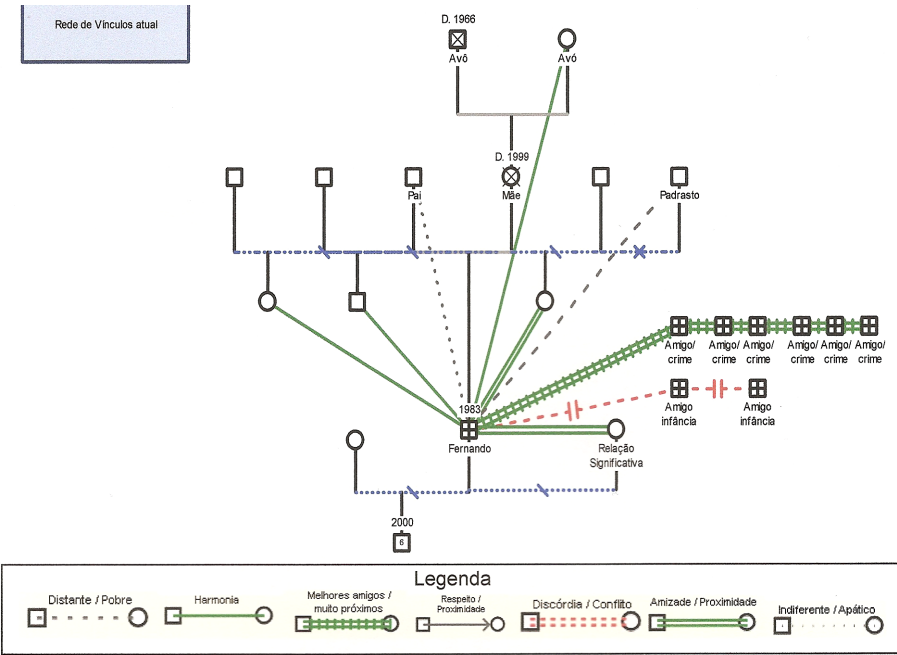 Rede de Vínculos atual
D. 1966
Avô
Avó
D. 1999
Pai
Mãe
Padrasto
Amigo/ crime
Amigo/ crime
Amigo/ crime
Amigo/ crime
Amigo/ crime
Amigo/ crime
Amigo infância
Amigo infância
1983
Fernando
Relação
Significativa
2000
6
Legenda
Distante / Pobre
Harmonia
Melhores amigos /
muito próximos
Respeito /
Proximidade
Discórdia / Conflito
Amizade / Proximidade
Indiferente / Apático